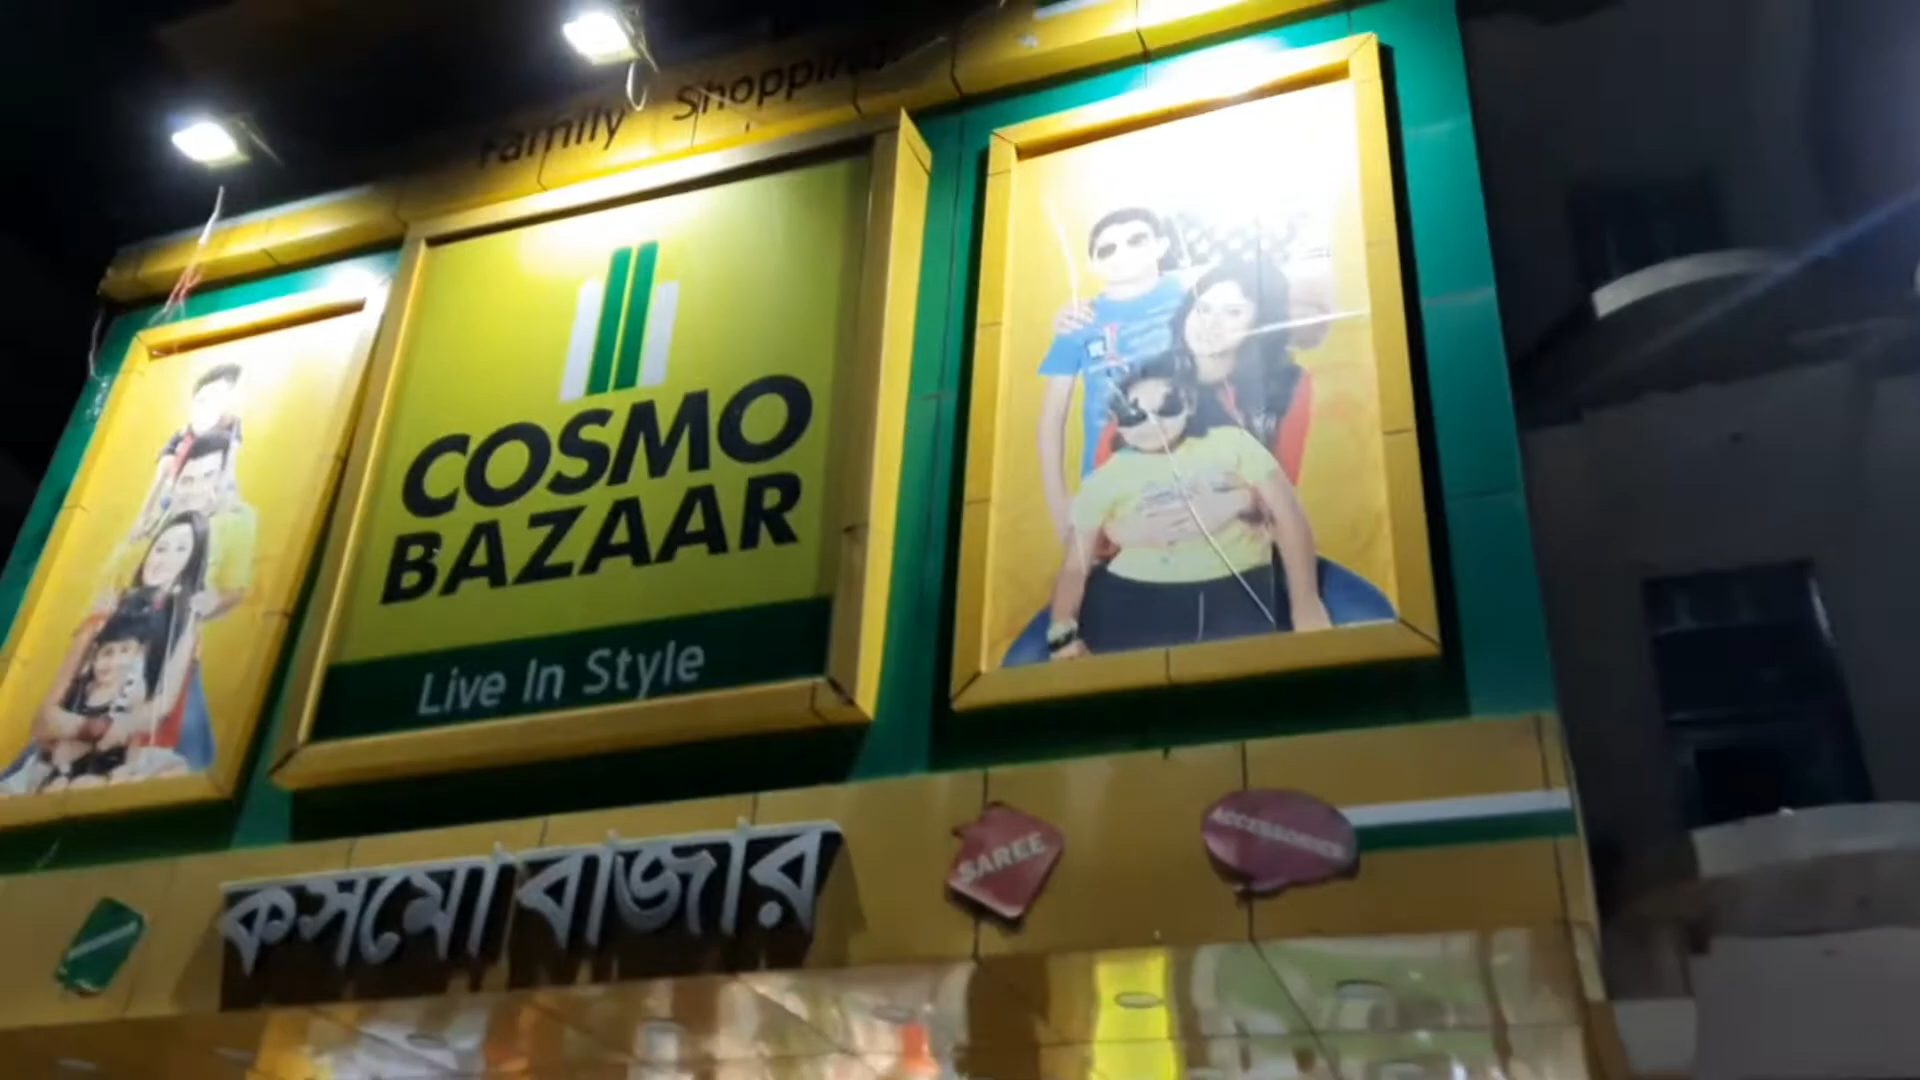 Family Shopping
COSMO
BAZAAR
Live In Style
কসমো বাজার
SAREE
ACCESSORIES